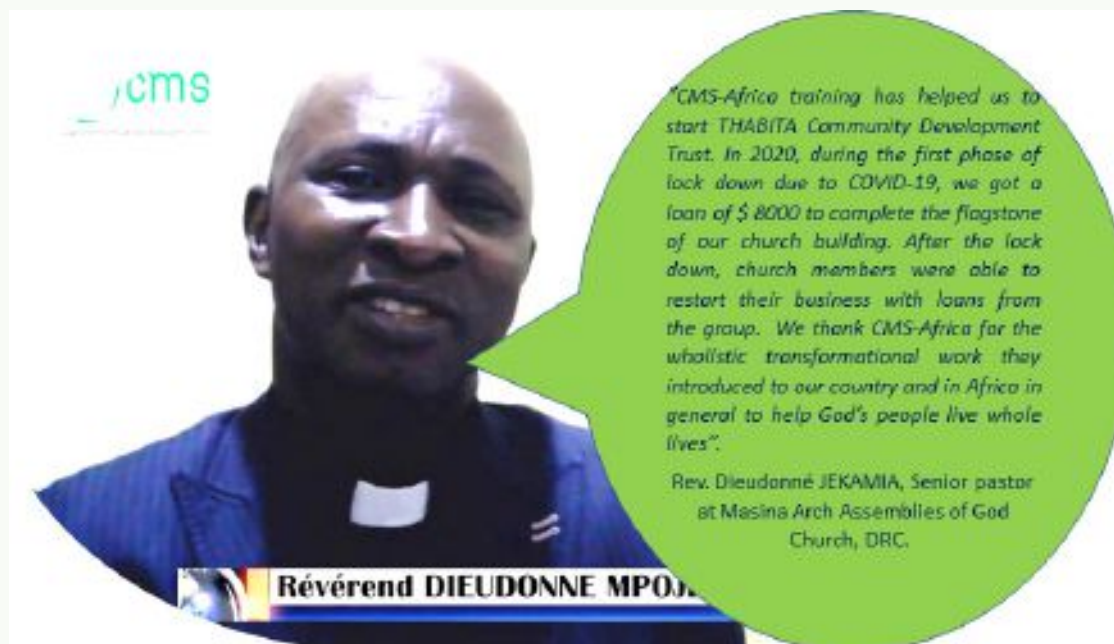 cms
"CMS-Africa training has helped us to
start THABITA Community Development
Trust. In 2020, during the first phase of
lock down due to COVID-19, we got a
loan of $ 8000 to complete the flagstone
of our church building. After the lock
down, church members were able to
restart their business with loans from
the group. We thank CMS-Africa for the
wholistic transformational work they
introduced to our country and in Africa in
general to help God's people live whole
lives".
Rev. Dieudonné JEKAMIA, Senior pastor
at Masina Arch Assemblies of God
Church, DRC.
Révérend DIEUDONNE